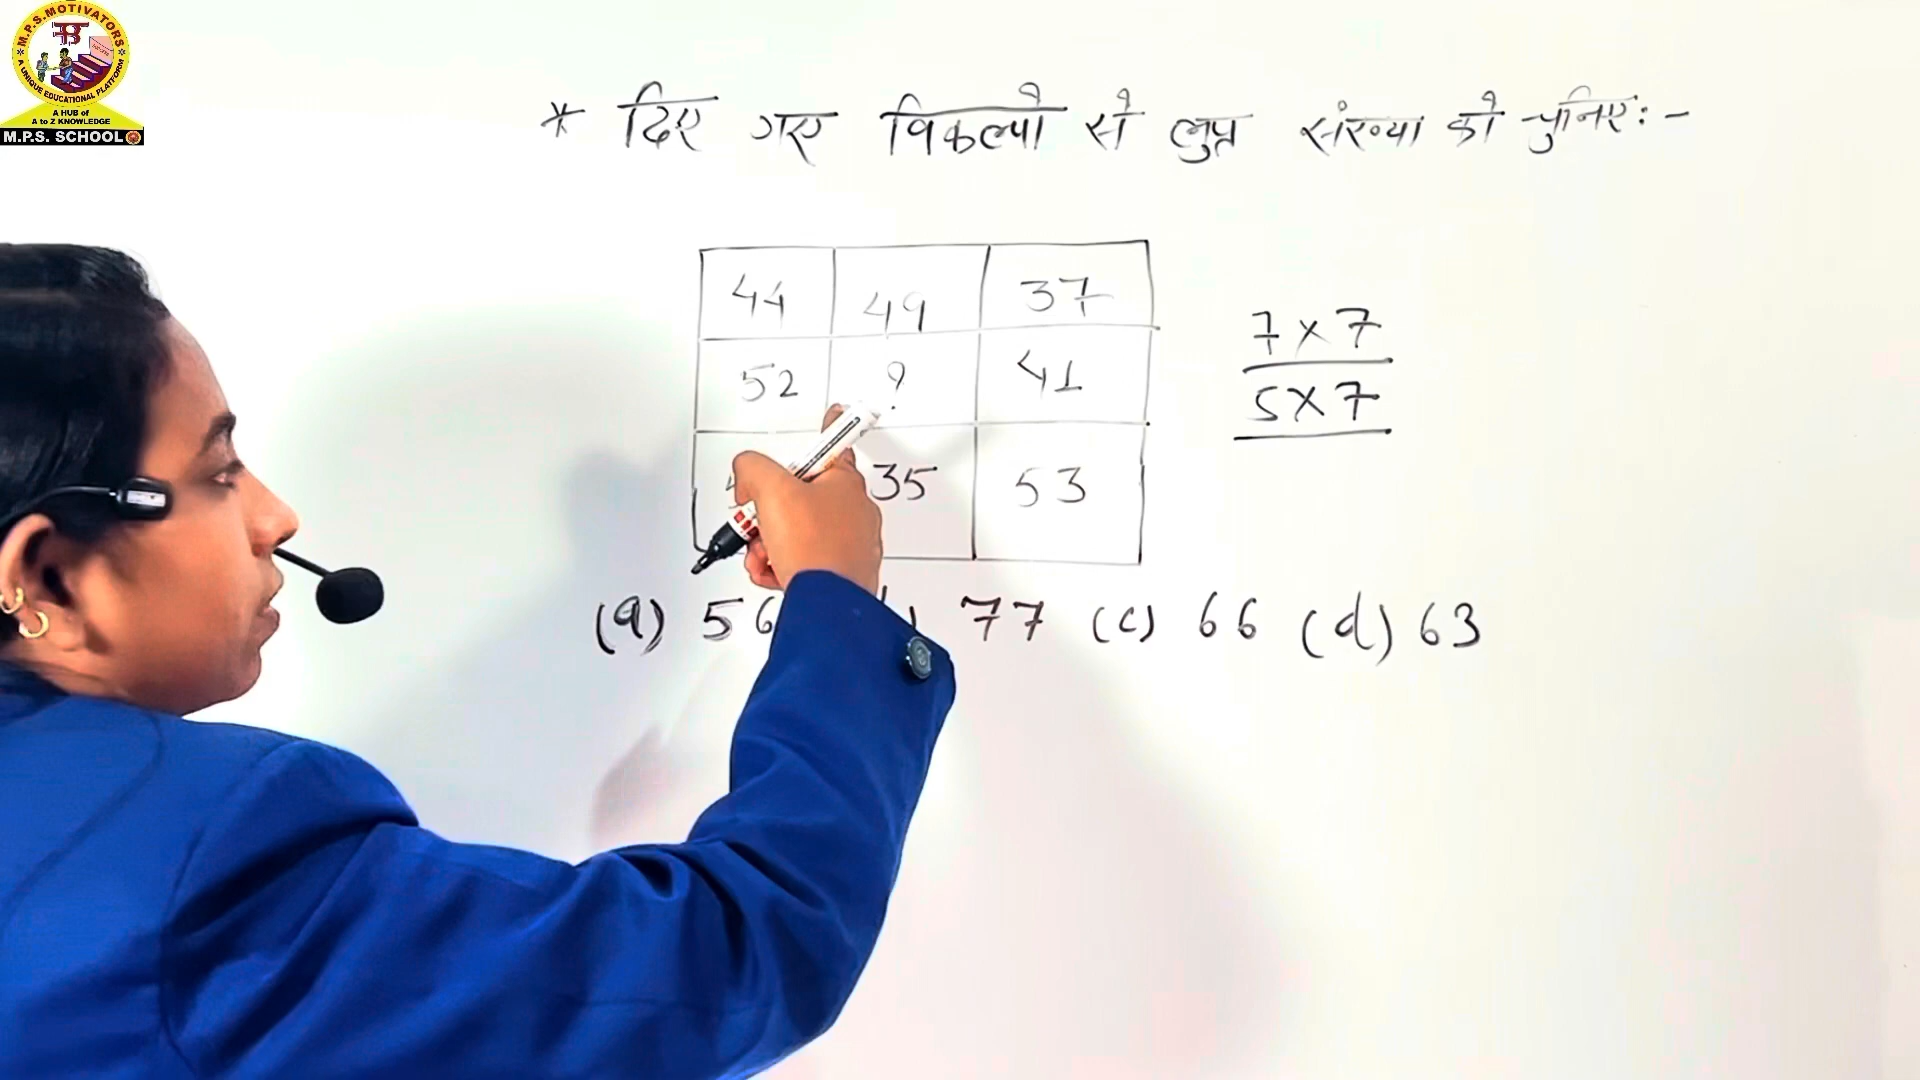 M.P.S.MOTIVATORS
A UNIQUE EDUCATIONAL PLATFORM
A HUB of
A to Z KNOWLEDGE
M.P.S. SCHOOL
* दिए गए विकल्पो से लुप्त संख्या को चुनिए:-
44 49 37
52 ? 41
35 53
7 x 7
5 x 7
(a) 56 77 (c) 66 (d) 63